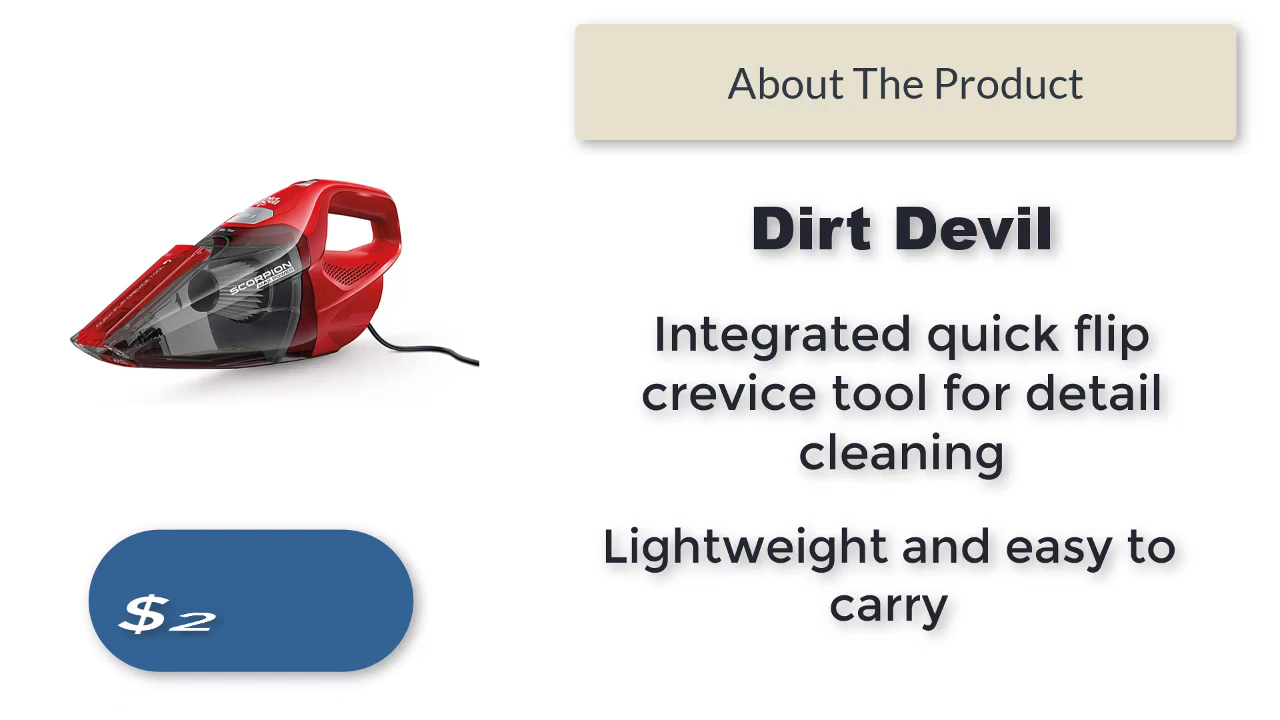 About The Product
Dirt Devil
Integrated quick flip
crevice tool for detail
cleaning
Lightweight and easy to
carry
SCORPION
$2